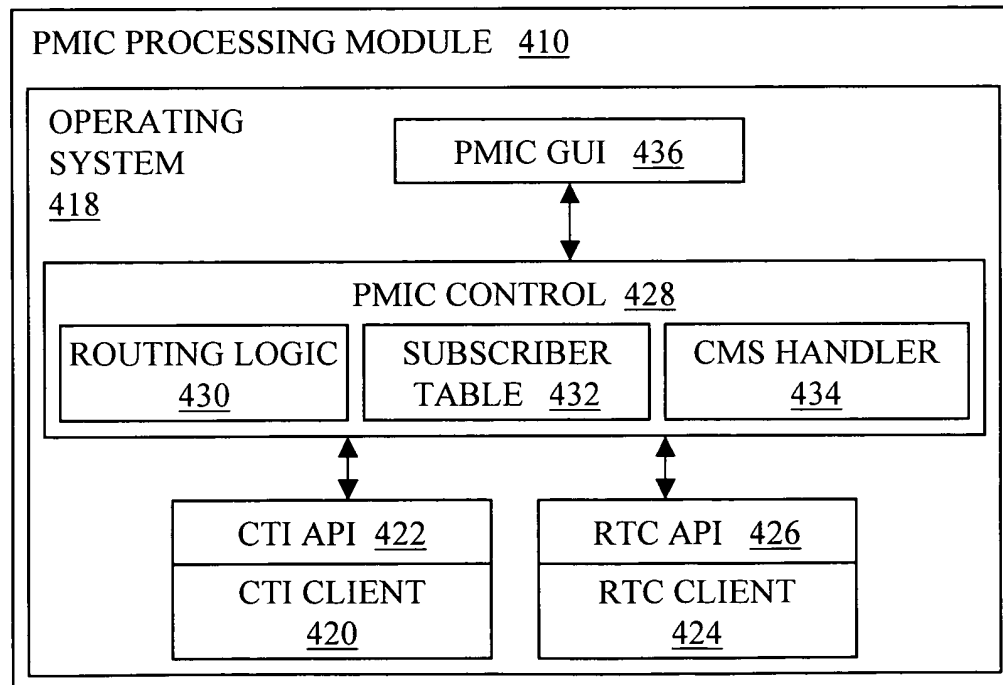 PMIC PROCESSING MODULE 410
OPERATING
SYSTEM
418
PMIC GUI 436
PMIC CONTROL 428
ROUTING LOGIC
430
SUBSCRIBER
TABLE 432
CMS HANDLER
434
CTI API 422
CTI CLIENT
420
RTC API 426
RTC CLIENT
424